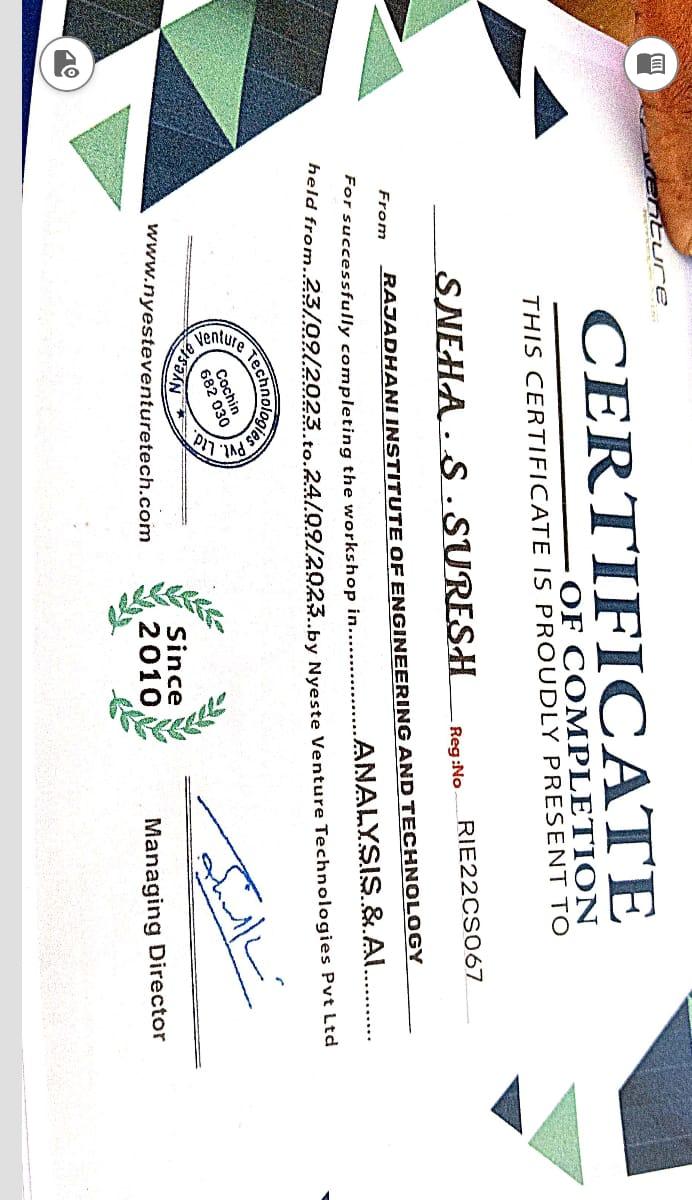 venture
CERTIFICATE
OF COMPLETION
THIS CERTIFICATE IS PROUDLY PRESENT TO
SNEHA . S . SURESH Reg:No RIE22CS067
From RAJADHANI INSTITUTE OF ENGINEERING AND TECHNOLOGY
For successfully completing the workshop in.................ANALYSIS & AI...........
held from..23/09/2023..to.24/09/2023..by Nyeste Venture Technologies Pvt Ltd
Nyeste Venture Technologies Pvt. Ltd.
Cochin
682 030
www.nyesteventuretech.com
Since
2010
Managing Director